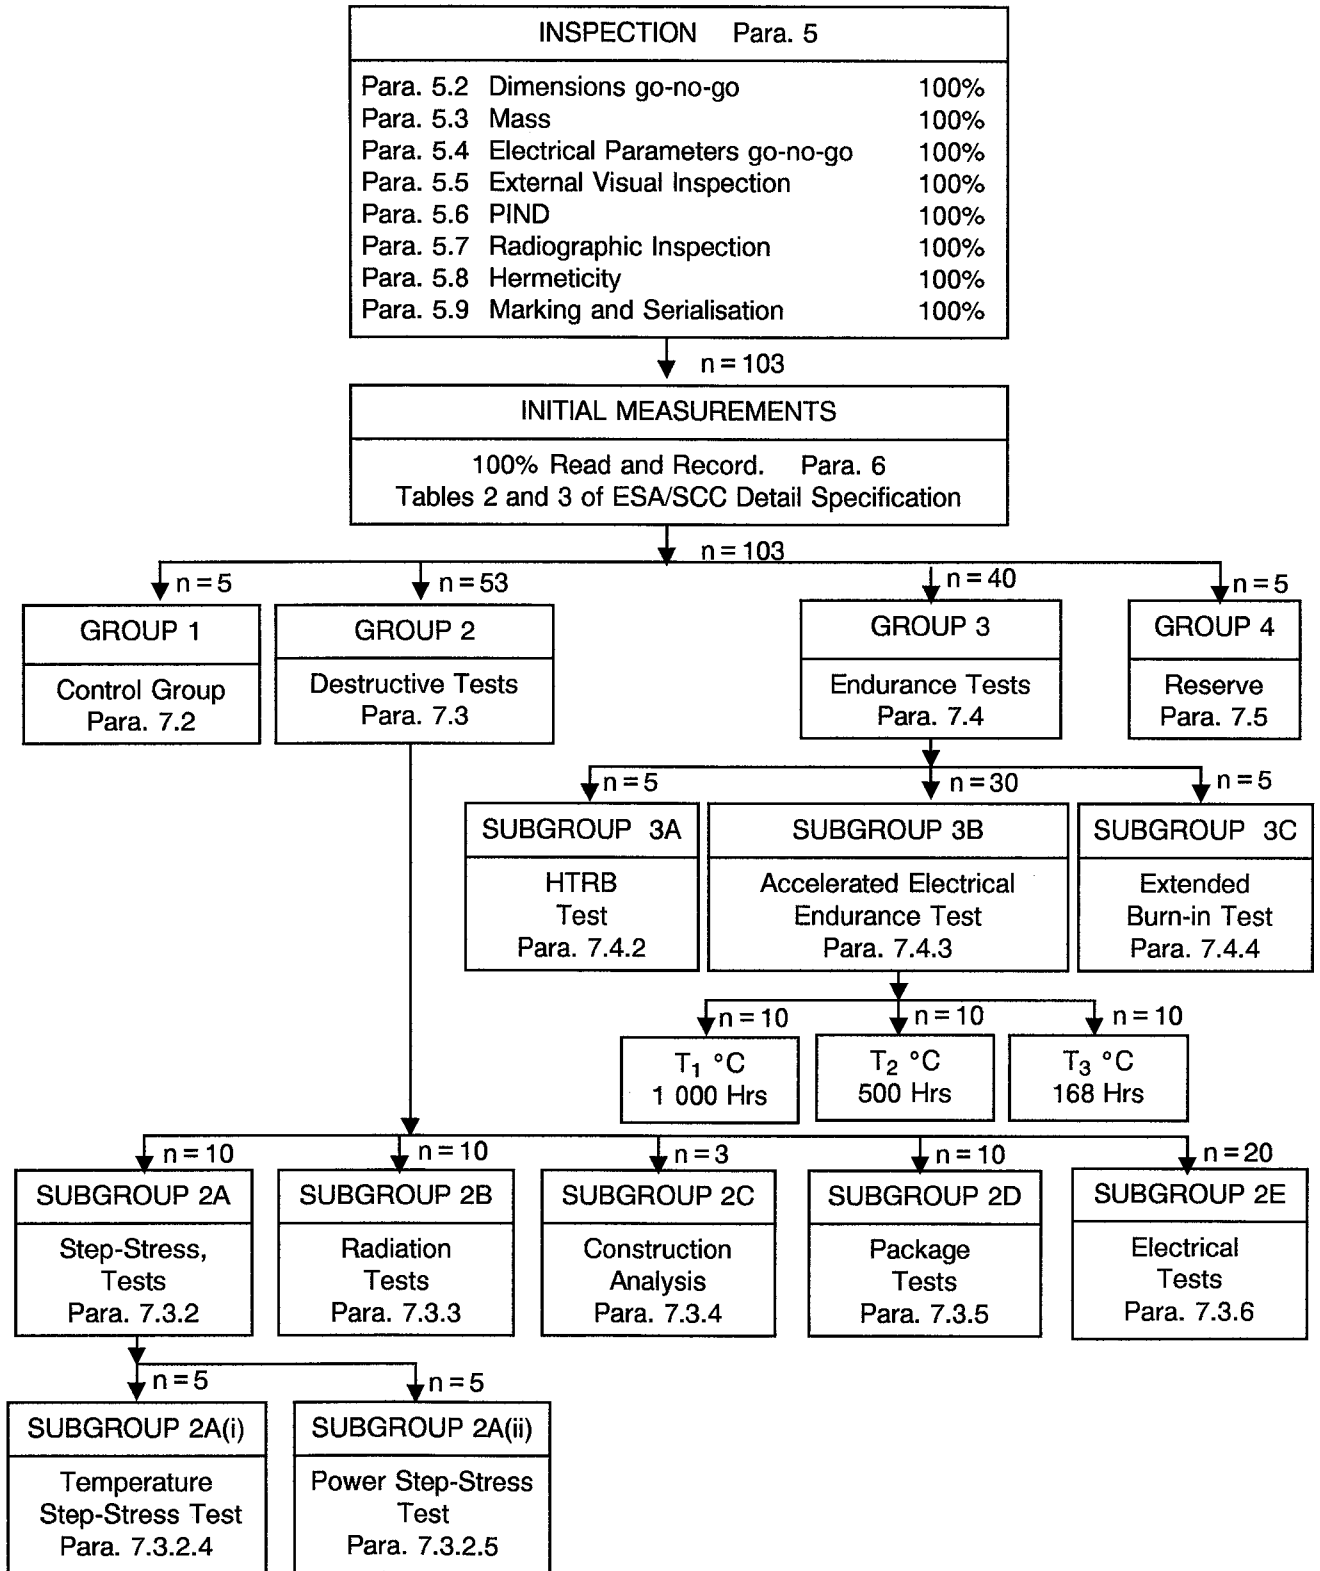 INSPECTION Para. 5
Para. 5.2 Dimensions go-no-go 100%
Para. 5.3 Mass 100%
Para. 5.4 Electrical Parameters go-no-go 100%
Para. 5.5 External Visual Inspection 100%
Para. 5.6 PIND 100%
Para. 5.7 Radiographic Inspection 100%
Para. 5.8 Hermeticity 100%
Para. 5.9 Marking and Serialisation 100%
n = 103
INITIAL MEASUREMENTS
100% Read and Record. Para. 6
Tables 2 and 3 of ESA/SCC Detail Specification
n = 103
n = 5
GROUP 1
Control Group
Para. 7.2
n = 53
GROUP 2
Destructive Tests
Para. 7.3
n = 40
GROUP 3
Endurance Tests
Para. 7.4
n = 5
GROUP 4
Reserve
Para. 7.5
n = 5
SUBGROUP 3A
HTRB
Test
Para. 7.4.2
n = 30
SUBGROUP 3B
Accelerated Electrical
Endurance Test
Para. 7.4.3
n = 5
SUBGROUP 3C
Extended
Burn-in Test
Para. 7.4.4
n = 10
T₁ °C
1 000 Hrs
n = 10
T₂ °C
500 Hrs
n = 10
T₃ °C
168 Hrs
n = 10
SUBGROUP 2A
Step-Stress,
Tests
Para. 7.3.2
n = 10
SUBGROUP 2B
Radiation
Tests
Para. 7.3.3
n = 3
SUBGROUP 2C
Construction
Analysis
Para. 7.3.4
n = 10
SUBGROUP 2D
Package
Tests
Para. 7.3.5
n = 20
SUBGROUP 2E
Electrical
Tests
Para. 7.3.6
n = 5
SUBGROUP 2A(i)
Temperature
Step-Stress Test
Para. 7.3.2.4
n = 5
SUBGROUP 2A(ii)
Power Step-Stress
Test
Para. 7.3.2.5